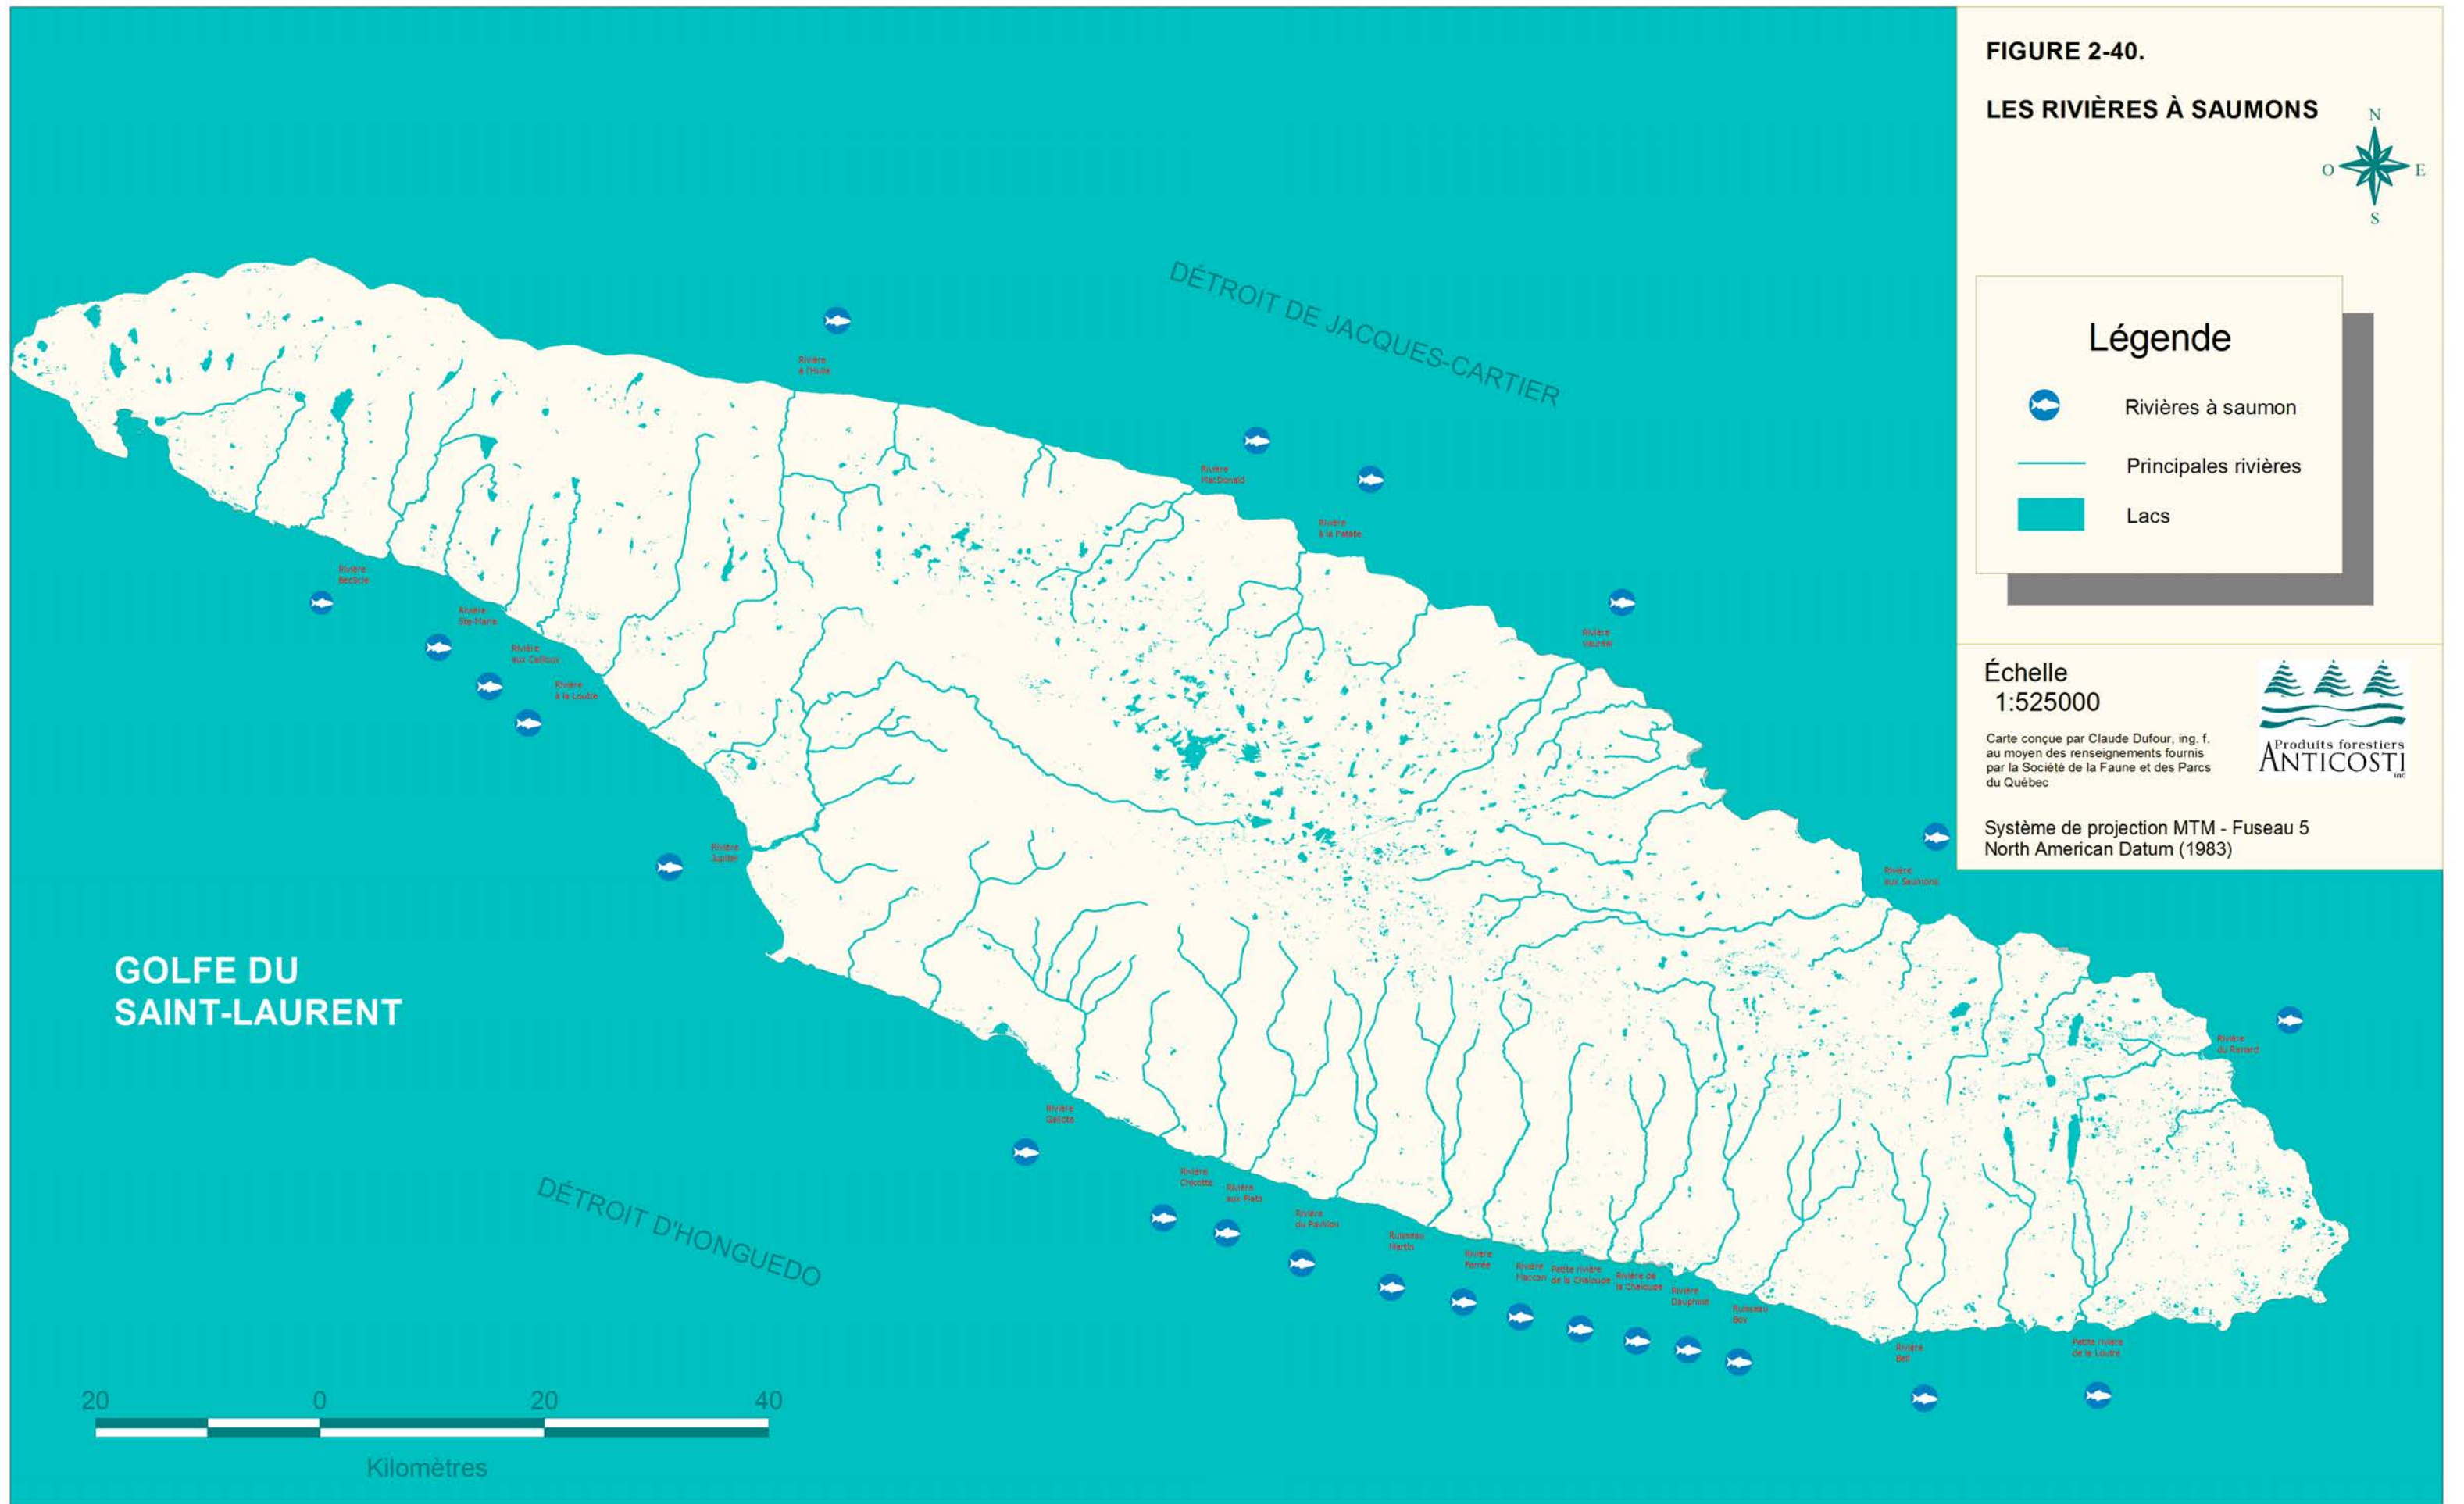 FIGURE 2-40.
LES RIVIÈRES À SAUMONS
N
O
E
S
Légende
Rivières à saumon
Principales rivières
Lacs
Échelle
1:525000
Carte conçue par Claude Dufour, ing. f.
au moyen des renseignements fournis
par la Société de la Faune et des Parcs
du Québec
Produits forestiers
ANTICOSTI
inc
Système de projection MTM - Fuseau 5
North American Datum (1983)
DÉTROIT DE JACQUES-CARTIER
Rivière
à l'Huile
Rivière
MacDonald
Rivière
à la Patate
Rivière
Vauréal
Rivière
aux Saumons
Rivière
du Renard
Rivière
Bécscie
Rivière
Ste-Marie
Rivière
aux Cailloux
Rivière
à la Loutre
Rivière
Jupiter
Rivière
Galiote
Rivière
Chicotte
Rivière
aux Plats
Rivière
du Pavillon
Ruisseau
Martin
Rivière
Ferrée
Rivière
Maccan
Petite rivière
de la Chaloupe
Rivière de
la Chaloupe
Rivière
Dauphiné
Ruisseau
Box
Rivière
Bell
Petite rivière
de la Loutre
GOLFE DU
SAINT-LAURENT
DÉTROIT D'HONGUEDO
20 0 20 40
Kilomètres